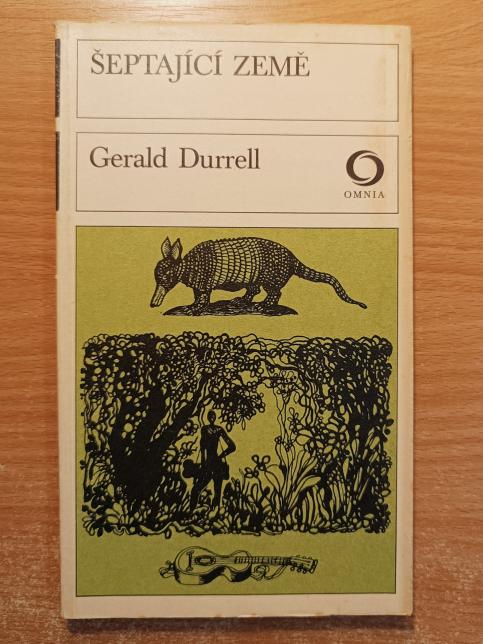 ŠEPTAJÍCÍ ZEMĚ
Gerald Durrell
OMNIA